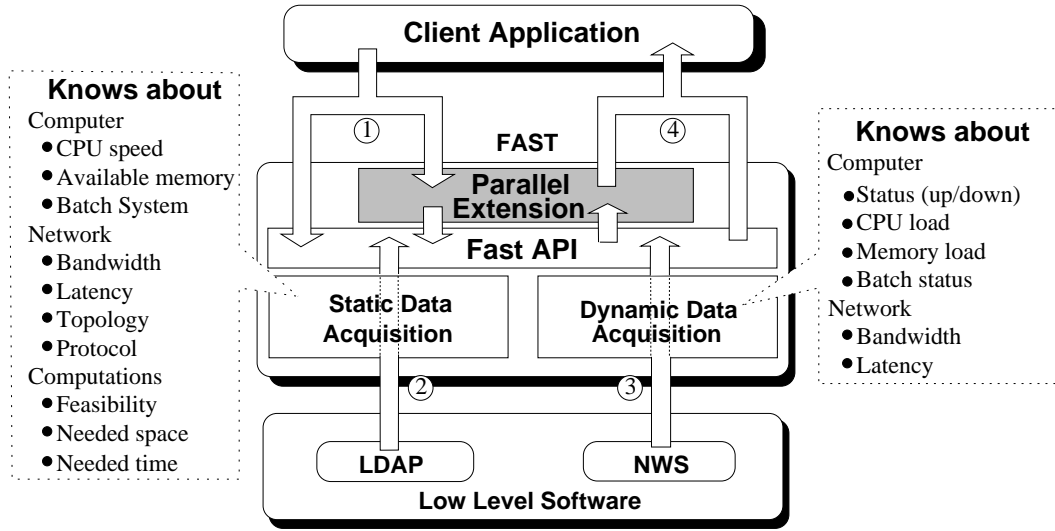 Client Application
Knows about
Computer
• CPU speed
• Available memory
• Batch System
Network
• Bandwidth
• Latency
• Topology
• Protocol
Computations
• Feasibility
• Needed space
• Needed time
1
4
FAST
Parallel
Extension
Fast API
Static Data
Acquisition
Dynamic Data
Acquisition
2
3
LDAP
NWS
Low Level Software
Knows about
Computer
• Status (up/down)
• CPU load
• Memory load
• Batch status
Network
• Bandwidth
• Latency